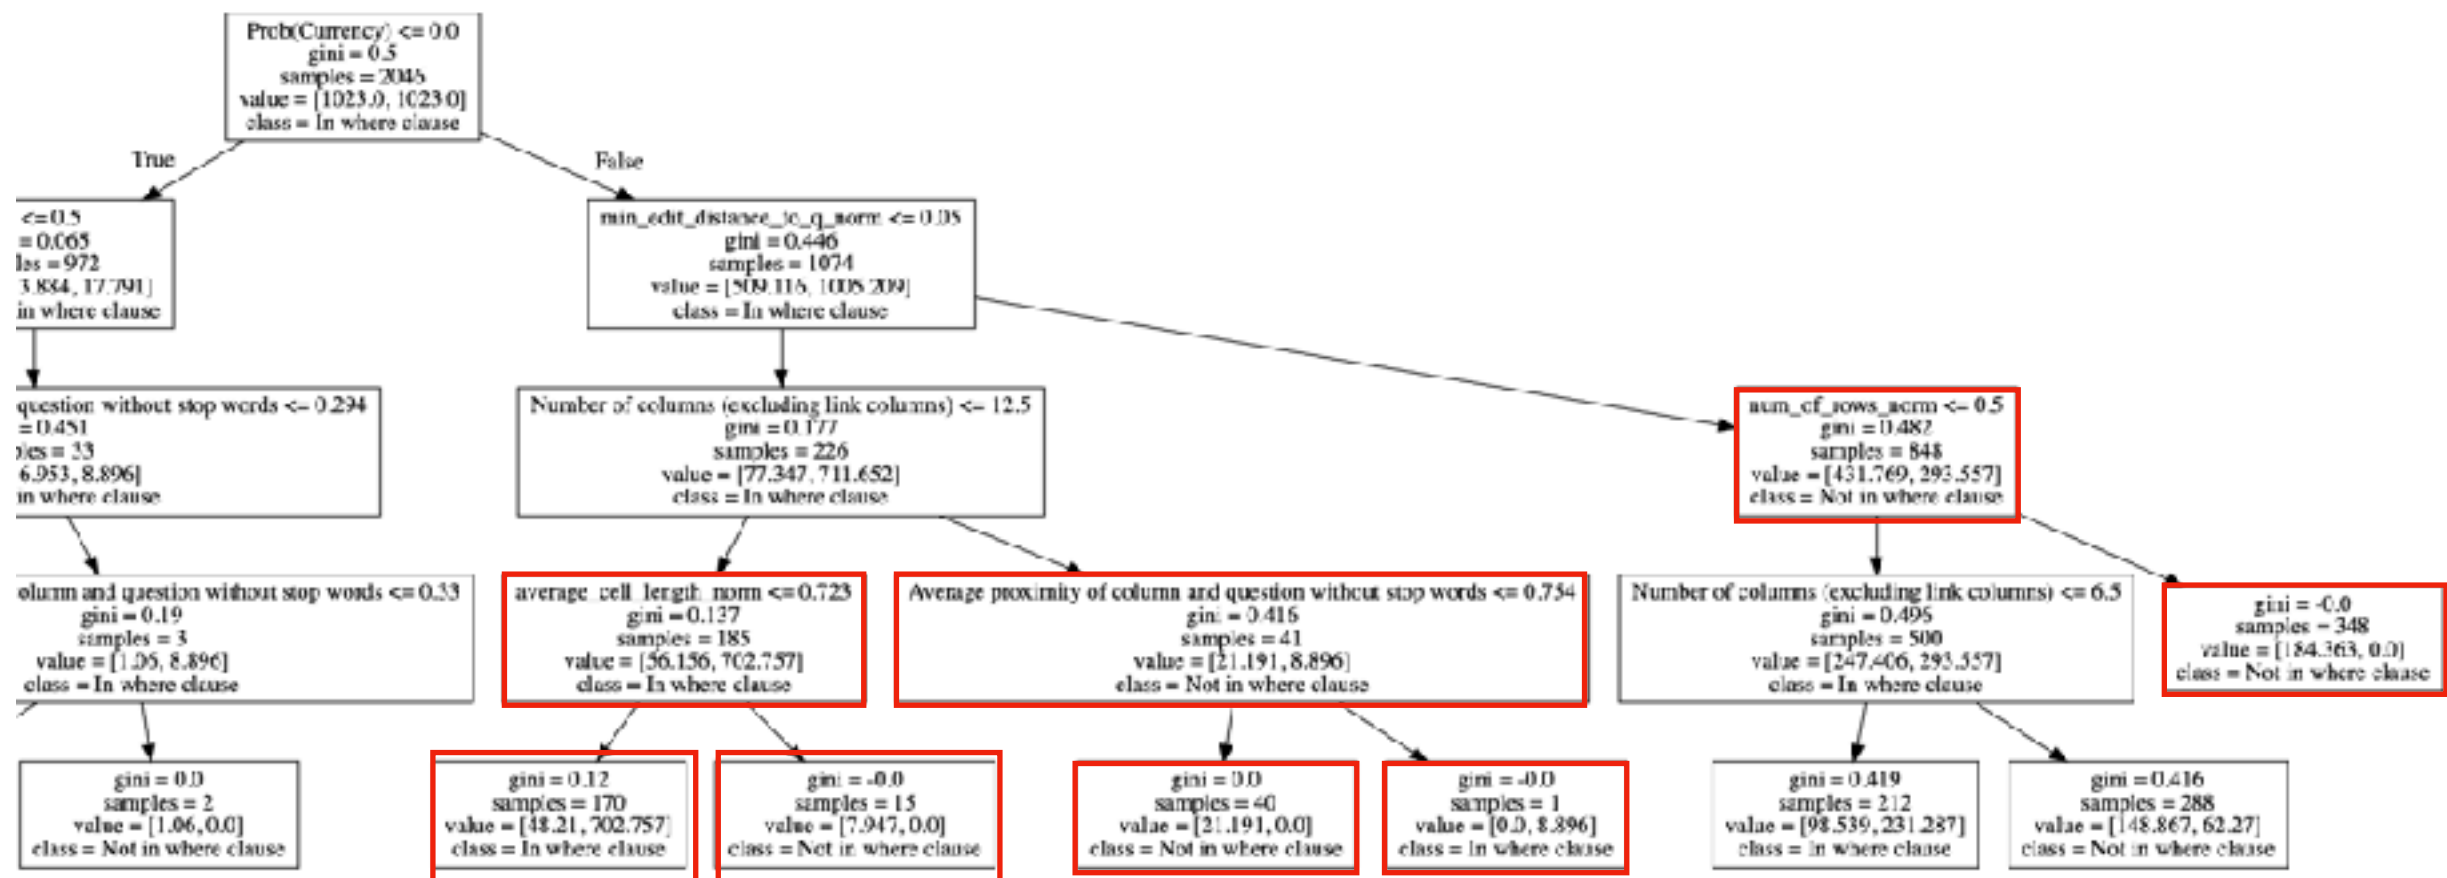 Prob(Currency) <= 0.0
gini = 0.5
samples = 2046
value = [1023.0, 1023.0]
class = In where clause
True
False
<= 0.5
= 0.065
les = 972
3.884, 17.791]
in where clause
min_edit_distance_to_q_norm <= 0.05
gini = 0.446
samples = 1074
value = [509.116, 1005.209]
class = In where clause
question without stop words <= 0.294
= 0.451
ples = 33
6.953, 8.896]
in where clause
Number of columns (excluding link columns) <= 12.5
gini = 0.177
samples = 226
value = [77.347, 711.652]
class = In where clause
num_of_rows_norm <= 0.5
gini = 0.482
samples = 848
value = [431.769, 293.557]
class = Not in where clause
olumn and question without stop words <= 0.33
gini = 0.19
samples = 3
value = [1.06, 8.896]
class = In where clause
average_cell_length_norm <= 0.723
gini = 0.137
samples = 185
value = [56.156, 702.757]
class = In where clause
Average proximity of column and question without stop words <= 0.754
gini = 0.416
samples = 41
value = [21.191, 8.896]
class = Not in where clause
Number of columns (excluding link columns) <= 6.5
gini = 0.496
samples = 500
value = [247.406, 293.557]
class = In where clause
gini = -0.0
samples = 348
value = [184.363, 0.0]
class = Not in where clause
gini = 0.0
samples = 2
value = [1.06, 0.0]
class = Not in where clause
gini = 0.12
samples = 170
value = [48.21, 702.757]
class = In where clause
gini = -0.0
samples = 15
value = [7.947, 0.0]
class = Not in where clause
gini = 0.0
samples = 40
value = [21.191, 0.0]
class = Not in where clause
gini = -0.0
samples = 1
value = [0.0, 8.896]
class = In where clause
gini = 0.419
samples = 212
value = [98.539, 231.287]
class = In where clause
gini = 0.416
samples = 288
value = [148.867, 62.27]
class = Not in where clause